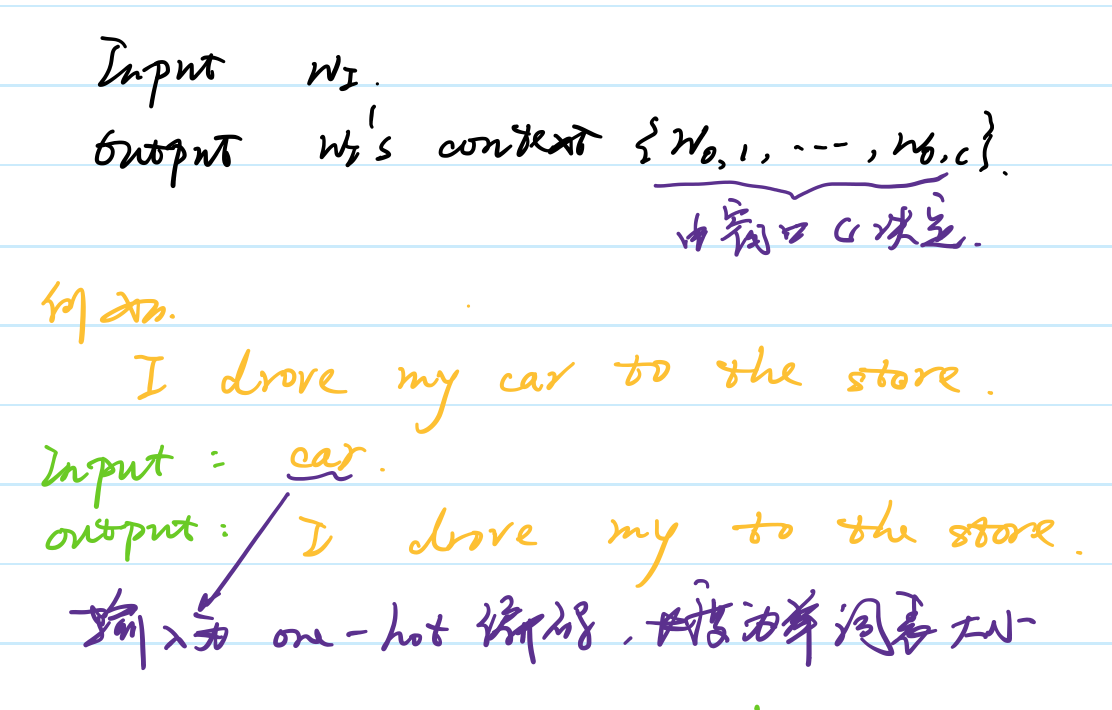 Input w_I.
Output w_I's context {w_{0,1}, ..., w_{0,c}}.
由窗口 C 决定.
例如.
I drove my car to the store.
Input: car.
output: I drove my to the store.
输入为 one-hot 编码, 长度为单词表大小